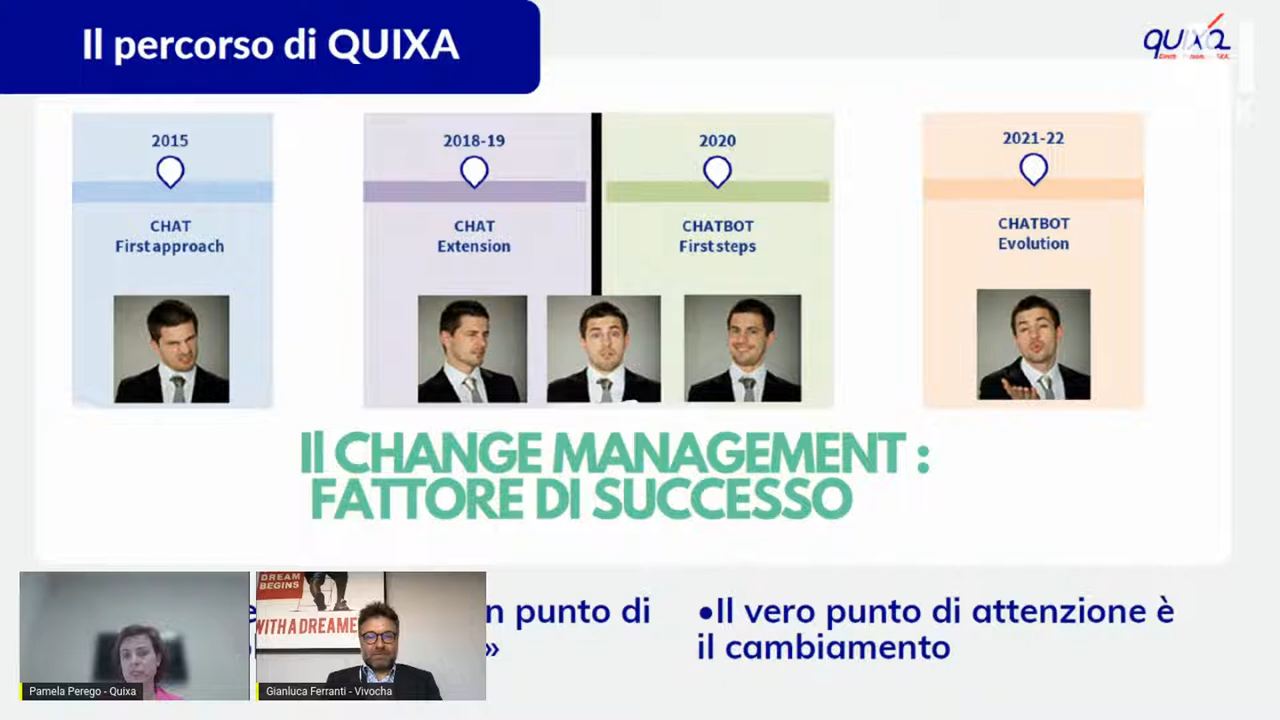 Il percorso di QUIXA
quixa
2015
CHAT
First approach
2018-19
CHAT
Extension
2020
CHATBOT
First steps
2021-22
CHATBOT
Evolution
Il CHANGE MANAGEMENT :
FATTORE DI SUCCESSO
punto di
»
•Il vero punto di attenzione è
il cambiamento
DREAM
BEGINS
WITH A DREAME
Pamela Perego - Quixa
Gianluca Ferranti - Vivocha